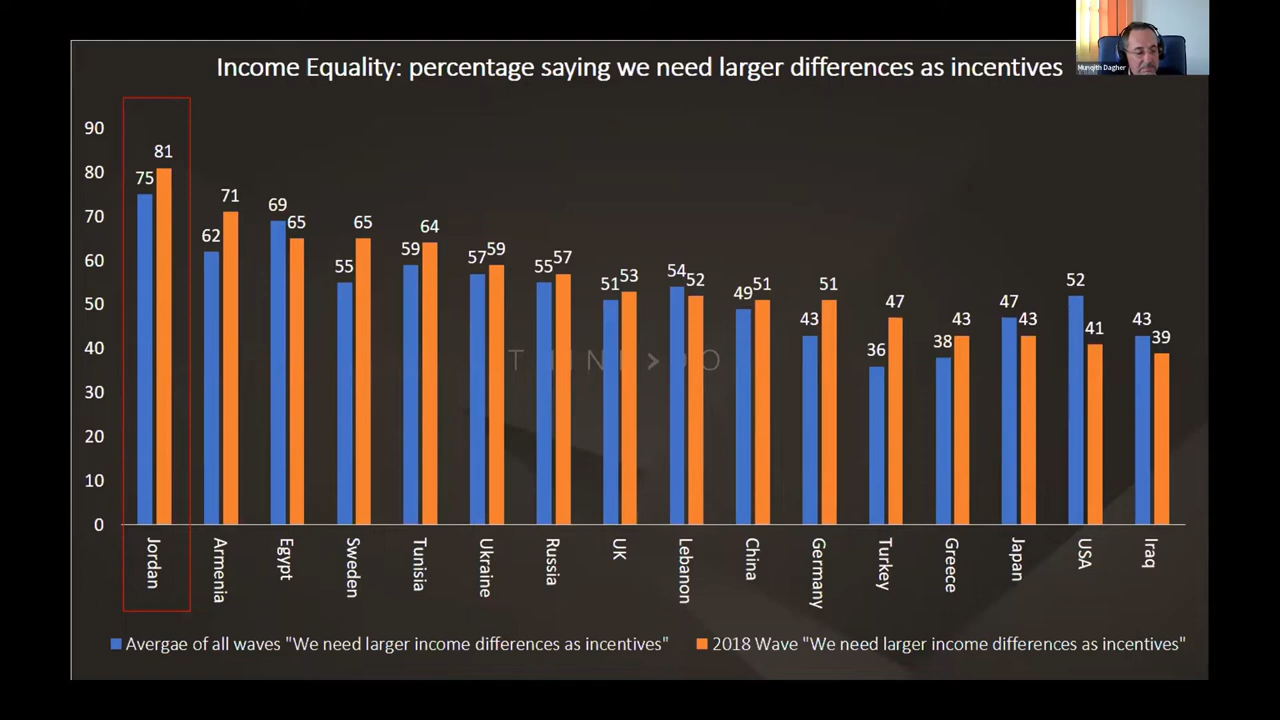 Income Equality: percentage saying we need larger differences as incentives
Munqith Dagher
90
80
70
60
50
40
30
20
10
0
75 81
62 71
69 65
55 65
59 64
57 59
55 57
51 53
54 52
49 51
43 51
36 47
38 43
47 43
52 41
43 39
THIN > DO
Jordan
Armenia
Egypt
Sweden
Tunisia
Ukraine
Russia
UK
Lebanon
China
Germany
Turkey
Greece
Japan
USA
Iraq
Avergae of all waves "We need larger income differences as incentives"
2018 Wave "We need larger income differences as incentives"